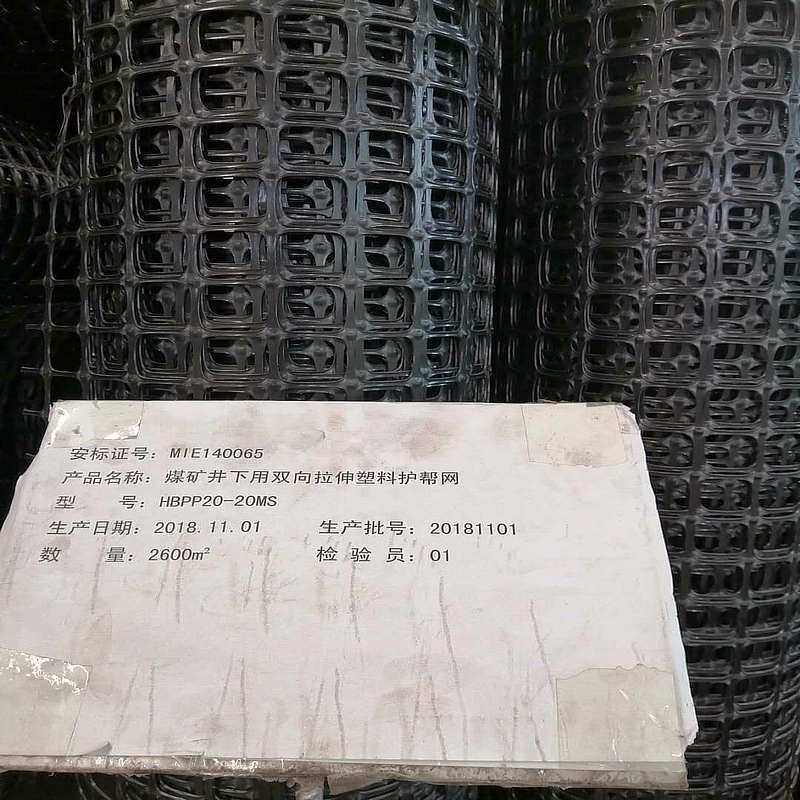 安标证号：MIE140065
产品名称：煤矿井下用双向拉伸塑料护帮网
型 号：HBPP20-20MS
生产日期：2018.11.01 生产批号：20181101
数 量：2600m² 检 验 员：01